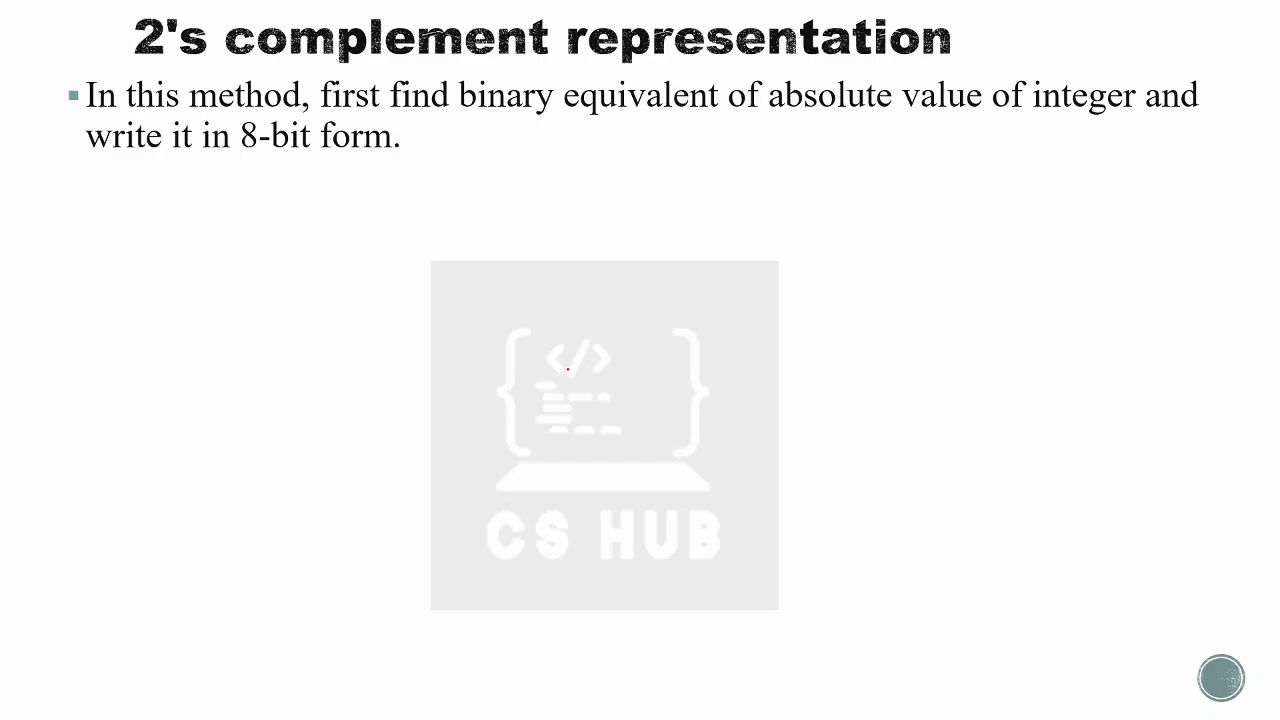 2's complement representation
In this method, first find binary equivalent of absolute value of integer and
write it in 8-bit form.
</>
CS HUB